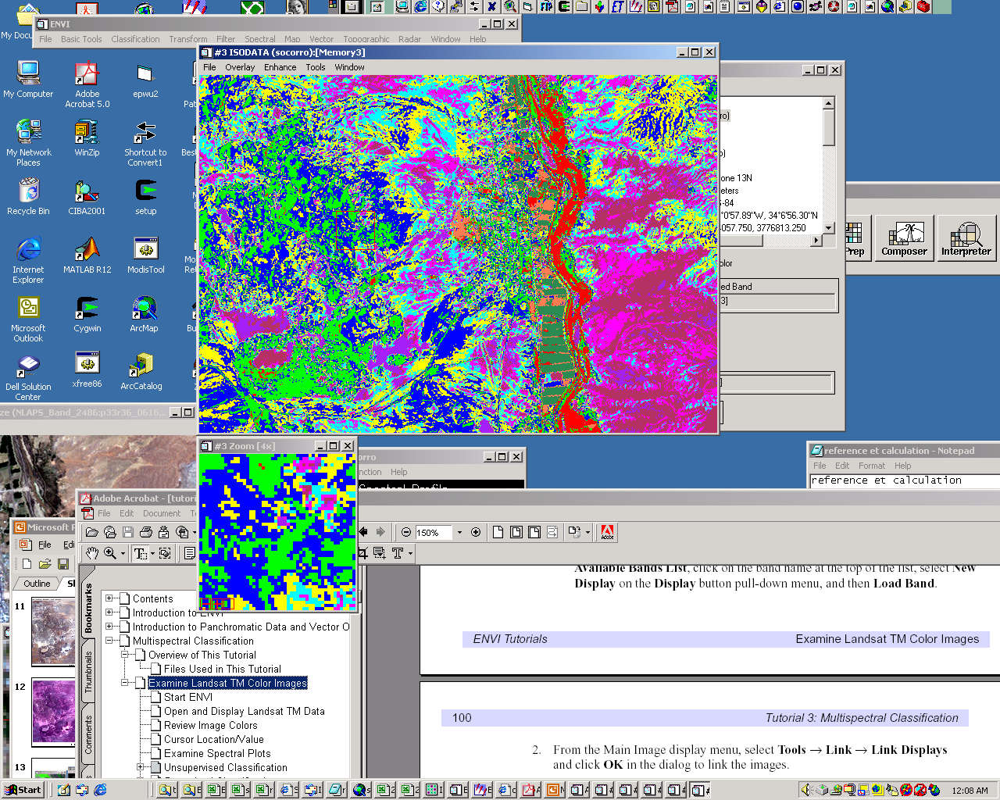 ENVI
File Basic Tools Classification Transform Filter Spectral Map Vector Topographic Radar Window Help
#3 ISODATA (socorro):[Memory3]
File Overlay Enhance Tools Window
My Computer
Adobe Acrobat 5.0
epwu2
My Network Places
WinZip
Shortcut to Convert1
Recycle Bin
CIBA2001
setup
Internet Explorer
MATLAB R12
ModisTool
Microsoft Outlook
Cygwin
ArcMap
Dell Solution Center
xfree86
ArcCatalog
one 13N
eters
-84
°0'57.89"W, 34°6'56.30"N
057.750, 3776813.250
olor
ed Band
3]
Prep
Composer
Interpreter
ze (NLAPS_Band_2486:p33r36_0616...
#3 Zoom [4x]
orro
nction Help
Spectral Profile
reference et calculation - Notepad
File Edit Format Help
reference et calculation
Adobe Acrobat - [tutori
File Edit Document
150%
Microsoft P
File Edi
Outline
11
12
13
Bookmarks
Thumbnails
Comments
Contents
Introduction to ENVI
Introduction to Panchromatic Data and Vector O
Multispectral Classification
Overview of This Tutorial
Files Used in This Tutorial
Examine Landsat TM Color Images
Start ENVI
Open and Display Landsat TM Data
Review Image Colors
Cursor Location/Value
Examine Spectral Plots
Unsupervised Classification
Available Bands List, click on the band name at the top of the list, select New
Display on the Display button pull-down menu, and then Load Band.
ENVI Tutorials Examine Landsat TM Color Images
100 Tutorial 3: Multispectral Classification
2. From the Main Image display menu, select Tools → Link → Link Displays
and click OK in the dialog to link the images.
Start
12:08 AM